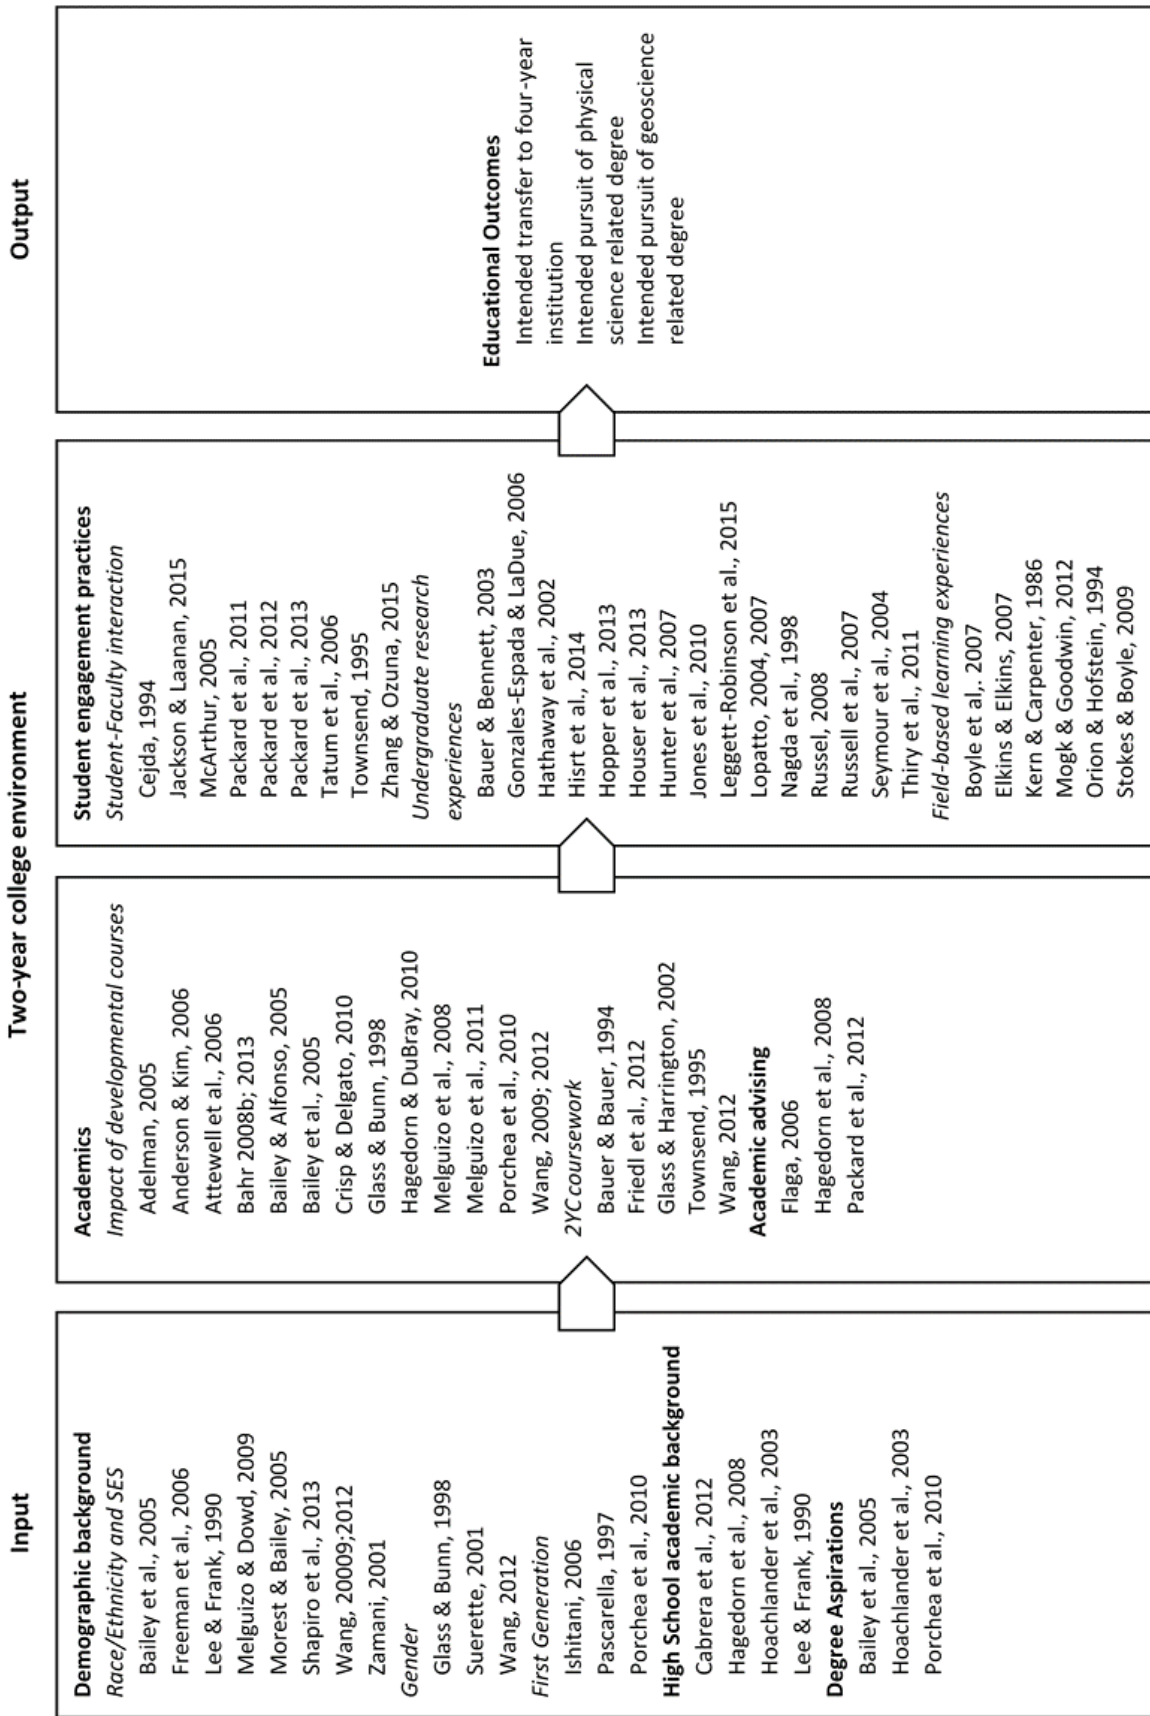 Input
Two-year college environment
Output
Demographic background
Race/Ethnicity and SES
Bailey et al., 2005
Freeman et al., 2006
Lee & Frank, 1990
Melguizo & Dowd, 2009
Morest & Bailey, 2005
Shapiro et al., 2013
Wang, 20009;2012
Zamani, 2001
Gender
Glass & Bunn, 1998
Suerette, 2001
Wang, 2012
First Generation
Ishitani, 2006
Pascarella, 1997
Porchea et al., 2010
High School academic background
Cabrera et al., 2012
Hagedorn et al., 2008
Hoachlander et al., 2003
Lee & Frank, 1990
Degree Aspirations
Bailey et al., 2005
Hoachlander et al., 2003
Porchea et al., 2010
Academics
Impact of developmental courses
Adelman, 2005
Anderson & Kim, 2006
Attewell et al., 2006
Bahr 2008b; 2013
Bailey & Alfonso, 2005
Bailey et al., 2005
Crisp & Delgato, 2010
Glass & Bunn, 1998
Hagedorn & DuBray, 2010
Melguizo et al., 2008
Melguizo et al., 2011
Porchea et al., 2010
Wang, 2009; 2012
2YC coursework
Bauer & Bauer, 1994
Friedl et al., 2012
Glass & Harrington, 2002
Townsend, 1995
Wang, 2012
Academic advising
Flaga, 2006
Hagedorn et al., 2008
Packard et al., 2012
Student engagement practices
Student-Faculty interaction
Cejda, 1994
Jackson & Laanan, 2015
McArthur, 2005
Packard et al., 2011
Packard et al., 2012
Packard et al., 2013
Tatum et al., 2006
Townsend, 1995
Zhang & Ozuna, 2015
Undergraduate research
experiences
Bauer & Bennett, 2003
Gonzales-Espada & LaDue, 2006
Hathaway et al., 2002
Hisrt et al., 2014
Hopper et al., 2013
Houser et al., 2013
Hunter et al., 2007
Jones et al., 2010
Leggett-Robinson et al., 2015
Lopatto, 2004, 2007
Nagda et al., 1998
Russel, 2008
Russell et al., 2007
Seymour et al., 2004
Thiry et al., 2011
Field-based learning experiences
Boyle et al,. 2007
Elkins & Elkins, 2007
Kern & Carpenter, 1986
Mogk & Goodwin, 2012
Orion & Hofstein, 1994
Stokes & Boyle, 2009
Educational Outcomes
Intended transfer to four-year
institution
Intended pursuit of physical
science related degree
Intended pursuit of geoscience
related degree